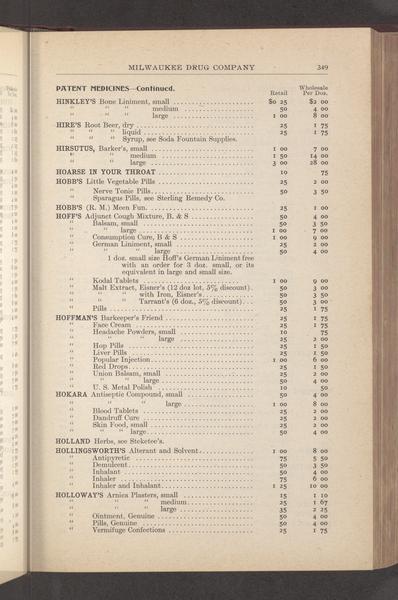 MILWAUKEE DRUG COMPANY 349
PATENT MEDICINES—Continued. Retail Wholesale Per Doz.
HINKLEY'S Bone Liniment, small $0 25 $2 00
" " " medium 50 4 00
" " " large 1 00 8 00
HIRE'S Root Beer, dry 25 1 75
" " " liquid 25 1 75
" " " Syrup, see Soda Fountain Supplies.
HIRSUTUS, Barker's, small 1 00 7 00
" " medium 1 50 14 00
" " large 3 00 28 00
HOARSE IN YOUR THROAT 10 75
HOBB'S Little Vegetable Pills 25 2 00
" Nerve Tonic Pills 50 3 50
" Sparagus Pills, see Sterling Remedy Co.
HOBB'S (R. M.) Meen Fun 25 1 00
HOFF'S Adjunct Cough Mixture, B. & S 50 4 00
" Balsam, small 50 3 50
" " large 1 00 7 00
" Consumption Cure, B & S 1 00 9 00
" German Liniment, small 25 2 00
" " " large 50 4 00
1 doz. small size Hoff's German Liniment free
with an order for 3 doz. small, or its
equivalent in large and small size.
" Kodal Tablets 1 00 9 00
" Malt Extract, Eisner's (12 doz lot, 5% discount) 50 3 00
" " " with Iron, Eisner's 50 3 50
" " " Tarrant's (6 doz., 5% discount) 50 3 00
" Pills 25 1 75
HOFFMAN'S Barkeeper's Friend 25 1 75
" Face Cream 25 1 75
" Headache Powders, small 10 75
" " " large 25 2 00
" Hop Pills 25 1 50
" Liver Pills 25 1 50
" Popular Injection 1 00 6 00
" Red Drops 25 1 50
" Union Balsam, small 25 2 00
" " " large 50 4 00
" U. S. Metal Polish 10 50
HOKARA Antiseptic Compound, small 50 4 00
" " " large 1 00 8 00
" Blood Tablets 25 2 00
" Dandruff Cure 25 2 00
" Skin Food, small 25 2 00
" " " large 50 4 00
HOLLAND Herbs, see Steketee's.
HOLLINGSWORTH'S Alterant and Solvent 1 00 8 00
" Antipyretic 75 5 50
" Demulcent 50 3 50
" Inhalant 50 4 00
" Inhaler 75 6 00
" Inhaler and Inhalant 1 25 10 00
HOLLOWAY'S Arnica Plasters, small 15 1 10
" " " medium 25 1 67
" " " large 35 2 25
" Ointment, Genuine 50 4 00
" Pills, Genuine 50 4 00
" Vermifuge Confections 25 1 75